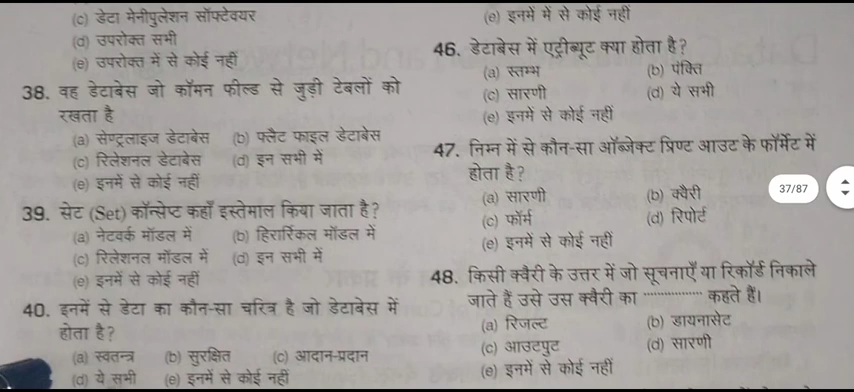 (c) डेटा मेनीपुलेशन सॉफ्टवेयर
(d) उपरोक्त सभी
(e) उपरोक्त में से कोई नहीं
38. वह डेटाबेस जो कॉमन फील्ड से जुड़ी टेबलों को
रखता है
(a) सेण्ट्रलाइज डेटाबेस (b) फ्लैट फाइल डेटाबेस
(c) रिलेशनल डेटाबेस (d) इन सभी में
(e) इनमें से कोई नहीं
39. सेट (Set) कॉन्सेप्ट कहाँ इस्तेमाल किया जाता है?
(a) नेटवर्क मॉडल में (b) हिरार्रिकल मॉडल में
(c) रिलेशनल मॉडल में (d) इन सभी में
(e) इनमें से कोई नहीं
40. इनमें से डेटा का कौन-सा चरित्र है जो डेटाबेस में
होता है?
(a) स्वतन्त्र (b) सुरक्षित (c) आदान-प्रदान
(d) ये सभी (e) इनमें से कोई नहीं
(e) इनमें में से कोई नहीं
46. डेटाबेस में एट्रीब्यूट क्या होता है?
(a) स्तम्भ (b) पंक्ति
(c) सारणी (d) ये सभी
(e) इनमें से कोई नहीं
47. निम्न में से कौन-सा ऑब्जेक्ट प्रिण्ट आउट के फॉर्मेट में
होता है?
(a) सारणी (b) क्वैरी
(c) फॉर्म (d) रिपोर्ट
(e) इनमें से कोई नहीं
48. किसी क्वैरी के उत्तर में जो सूचनाएँ या रिकॉर्ड निकाले
जाते हैं उसे उस क्वैरी का ............ कहते हैं।
(a) रिजल्ट (b) डायनासेट
(c) आउटपुट (d) सारणी
(e) इनमें से कोई नहीं
37/87